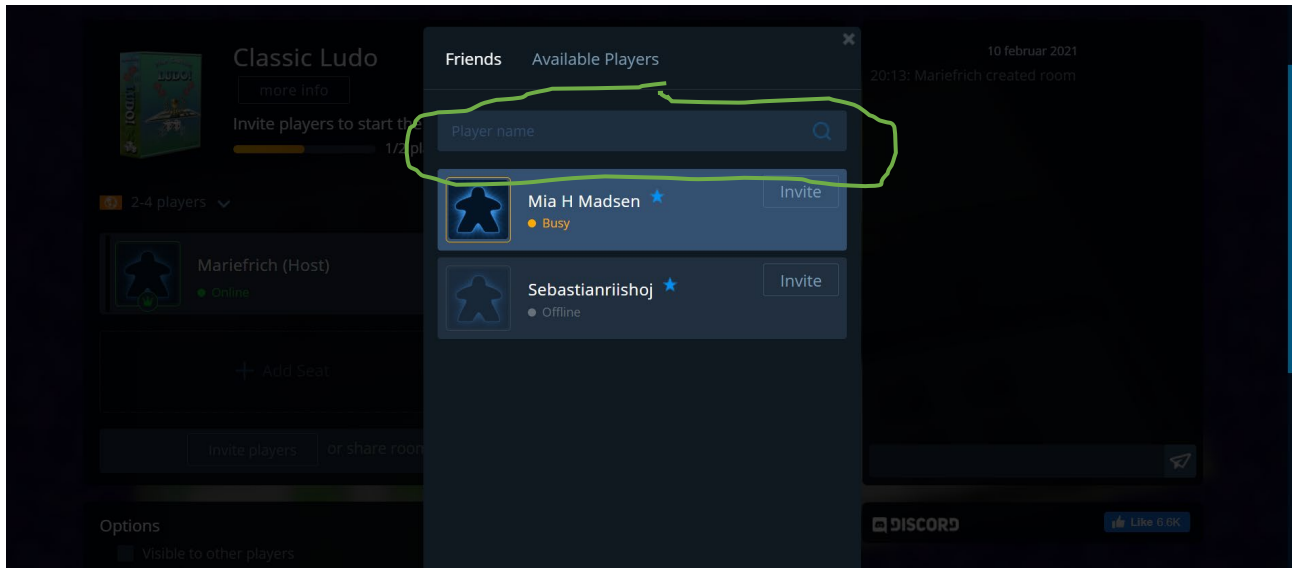 Classic Ludo
more info
Invite players to start the
1/2 pl
2-4 players
Mariefrich (Host)
Online
Add Seat
Invite players or share room
Options
Visible to other players
Friends Available Players
Player name
Mia H Madsen
Busy
Invite
Sebastianriishoj
Offline
Invite
10 februar 2021
20:13: Mariefrich created room
DISCORD
Like 6.6K
LUDO!
LUDO!